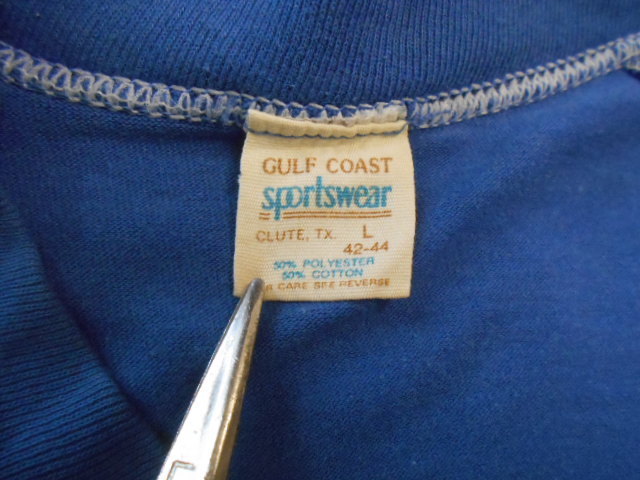 GULF COAST
sportswear
CLUTE, TX. L
42-44
50% POLYESTER
50% COTTON
CARE SEE REVERSE